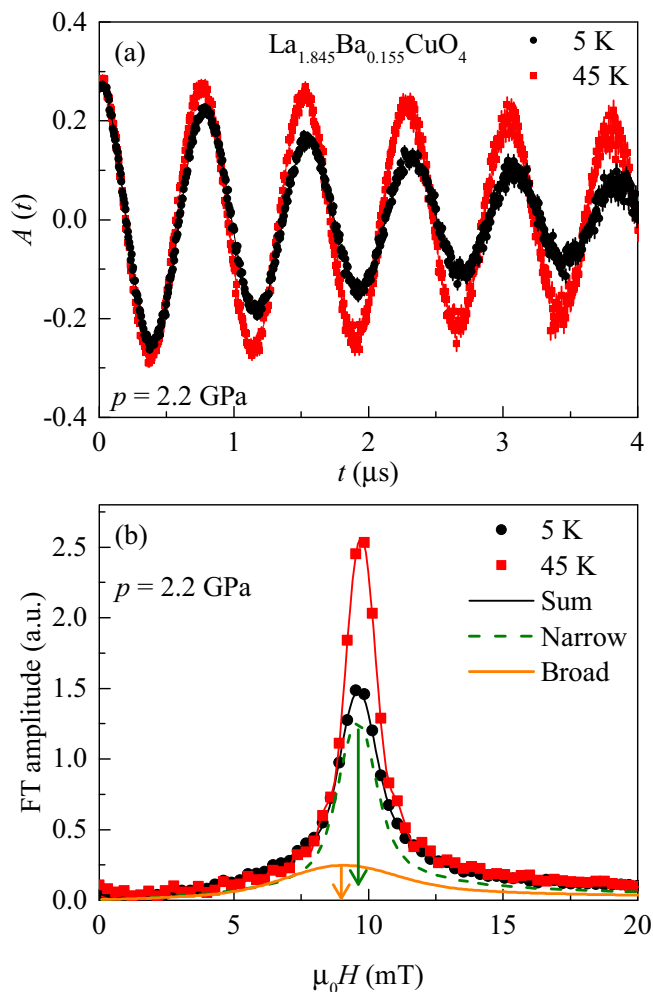 (a) La₁.₈₄₅Ba₀.₁₅₅CuO₄
5 K
45 K
0.4
0.2
0.0
-0.2
-0.4
A (t)
p = 2.2 GPa
0 1 2 3 4
t (μs)
(b)
5 K
45 K
Sum
Narrow
Broad
p = 2.2 GPa
2.5
2.0
1.5
1.0
0.5
0.0
FT amplitude (a.u.)
0 5 10 15 20
μ₀H (mT)